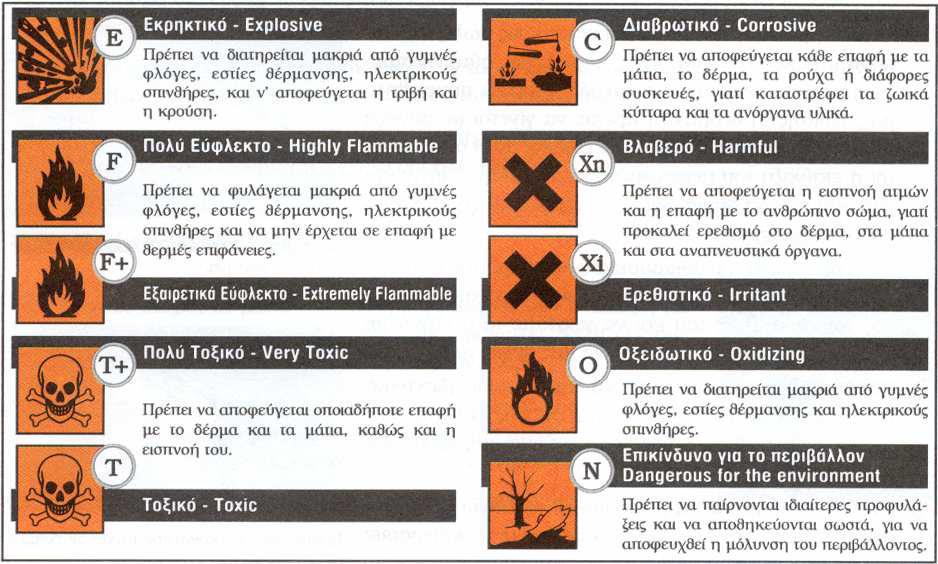 E
Εκρηκτικό - Explosive
Πρέπει να διατηρείται μακριά από γυμνές
φλόγες, εστίες θέρμανσης, ηλεκτρικούς
σπινθήρες, και ν' αποφεύγεται η τριβή και
η κρούση.
F
Πολύ Εύφλεκτο - Highly Flammable
Πρέπει να φυλάγεται μακριά από γυμνές
φλόγες, εστίες θέρμανσης, ηλεκτρικούς
σπινθήρες και να μην έρχεται σε επαφή με
θερμές επιφάνειες.
F+
Εξαιρετικά Εύφλεκτο - Extremely Flammable
T+
Πολύ Τοξικό - Very Toxic
Πρέπει να αποφεύγεται οποιαδήποτε επαφή
με το δέρμα και τα μάτια, καθώς και η
εισπνοή του.
T
Τοξικό - Toxic
C
Διαβρωτικό - Corrosive
Πρέπει να αποφεύγεται κάθε επαφή με τα
μάτια, το δέρμα, τα ρούχα ή διάφορες
συσκευές, γιατί καταστρέφει τα ζωικά
κύτταρα και τα ανόργανα υλικά.
Xn
Βλαβερό - Harmful
Πρέπει να αποφεύγεται η εισπνοή ατμών
και η επαφή με το ανθρώπινο σώμα, γιατί
προκαλεί ερεθισμό στο δέρμα, στα μάτια
και στα αναπνευστικά όργανα.
Xi
Ερεθιστικό - Irritant
O
Οξειδωτικό - Oxidizing
Πρέπει να διατηρείται μακριά από γυμνές
φλόγες, εστίες θέρμανσης και ηλεκτρικούς
σπινθήρες.
N
Επικίνδυνο για το περιβάλλον
Dangerous for the environment
Πρέπει να παίρνονται ιδιαίτερες προφυλά-
ξεις και να αποθηκεύονται σωστά, για να
αποφευχθεί η μόλυνση του περιβάλλοντος.